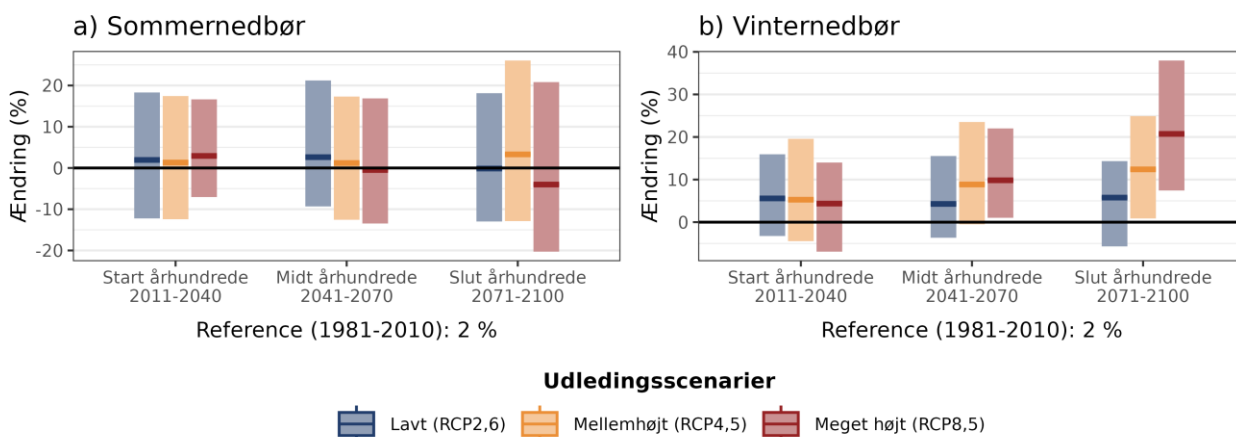 a) Sommernedbør
Ændring (%)
20
10
0
-10
-20
Start århundrede
2011-2040
Midt århundrede
2041-2070
Slut århundrede
2071-2100
Reference (1981-2010): 2 %
b) Vinternedbør
Ændring (%)
40
30
20
10
0
Start århundrede
2011-2040
Midt århundrede
2041-2070
Slut århundrede
2071-2100
Reference (1981-2010): 2 %
Udledingsscenarier
Lavt (RCP2,6)
Mellemhøjt (RCP4,5)
Meget højt (RCP8,5)